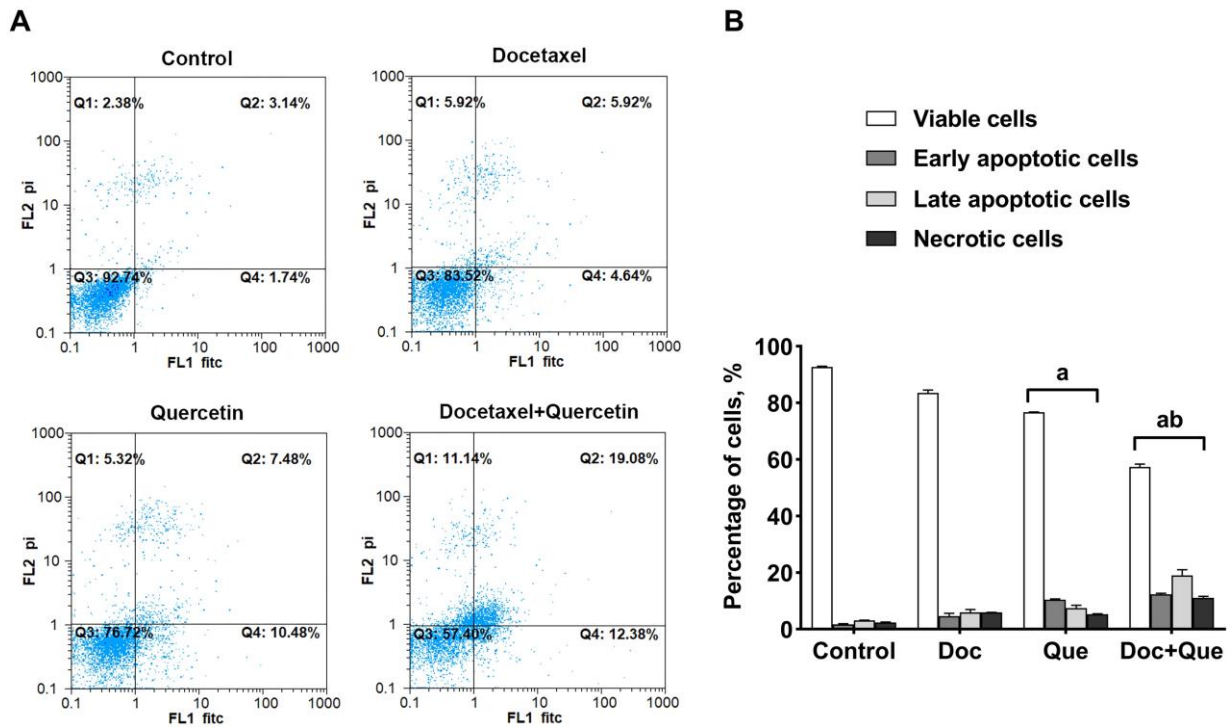 A
Control
1000
100
10
1
0.1
FL2 pi
Q1: 2.38%
Q2: 3.14%
Q3: 92.74%
Q4: 1.74%
0.1 1 10 100 1000
FL1 fitc
Docetaxel
1000
100
10
1
0.1
FL2 pi
Q1: 5.92%
Q2: 5.92%
Q3: 83.52%
Q4: 4.64%
0.1 1 10 100 1000
FL1 fitc
Quercetin
1000
100
10
1
0.1
FL2 pi
Q1: 5.32%
Q2: 7.48%
Q3: 76.72%
Q4: 10.48%
0.1 1 10 100 1000
FL1 fitc
Docetaxel+Quercetin
1000
100
10
1
0.1
FL2 pi
Q1: 11.14%
Q2: 19.08%
Q3: 57.40%
Q4: 12.38%
0.1 1 10 100 1000
FL1 fitc
B
Viable cells
Early apoptotic cells
Late apoptotic cells
Necrotic cells
Percentage of cells, %
100
80
60
40
20
0
a
ab
Control Doc Que Doc+Que